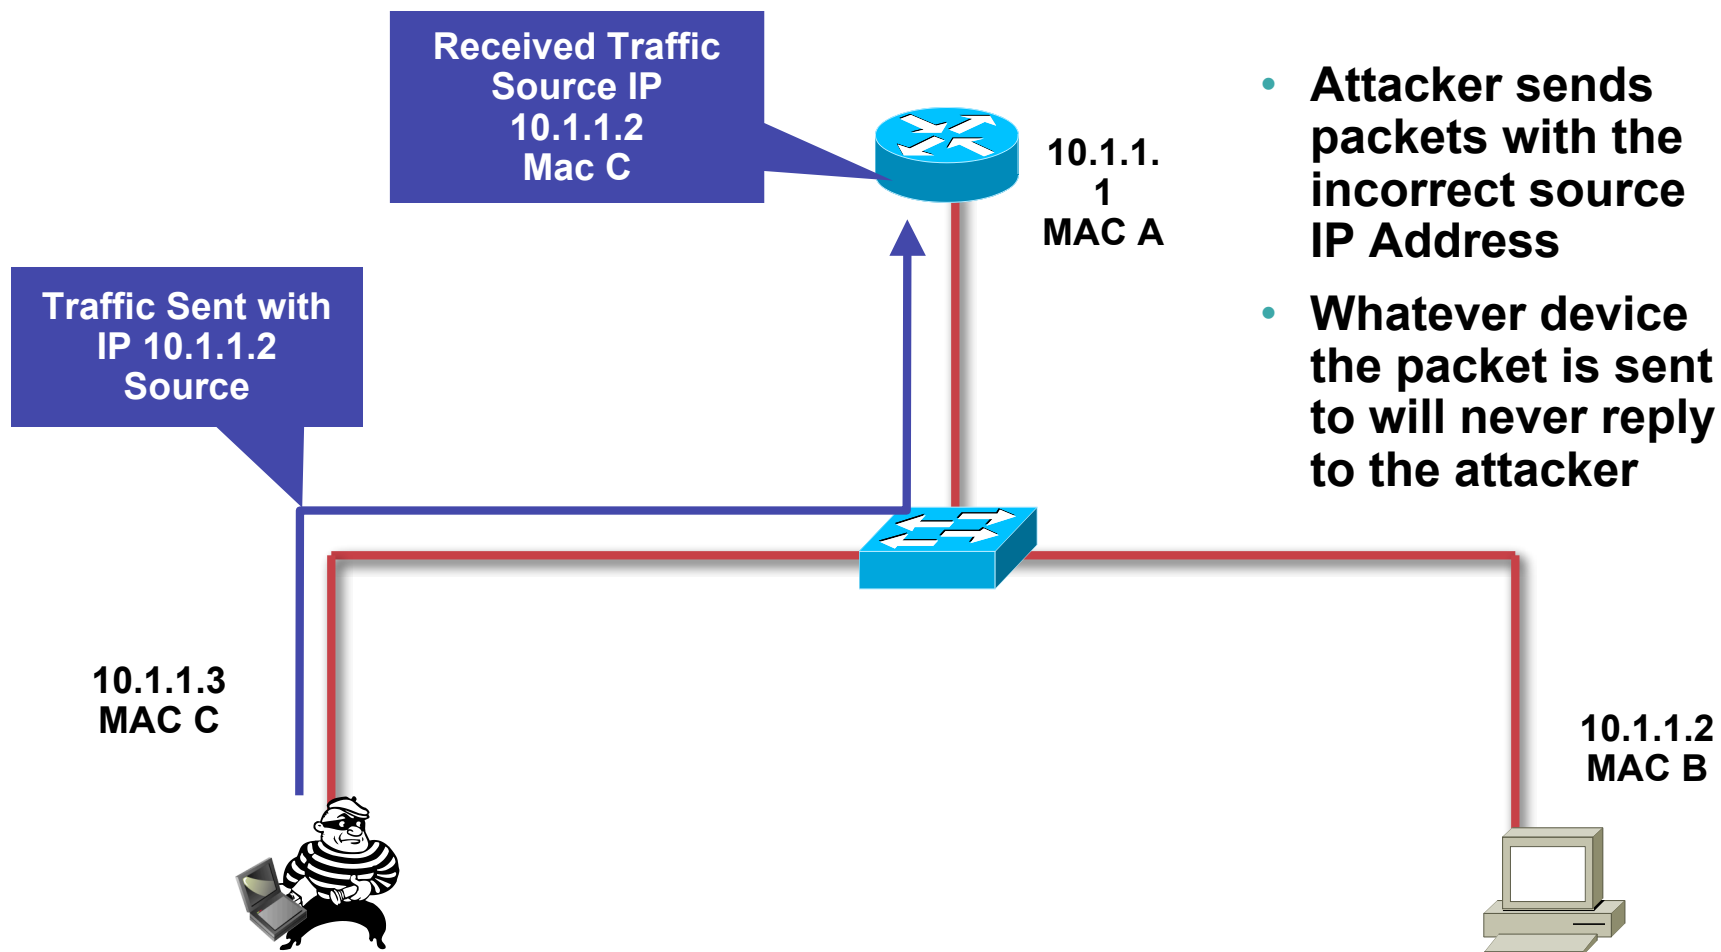 Received Traffic
Source IP
10.1.1.2
Mac C
10.1.1.
1
MAC A
Traffic Sent with
IP 10.1.1.2
Source
10.1.1.3
MAC C
10.1.1.2
MAC B
• Attacker sends
packets with the
incorrect source
IP Address
• Whatever device
the packet is sent
to will never reply
to the attacker